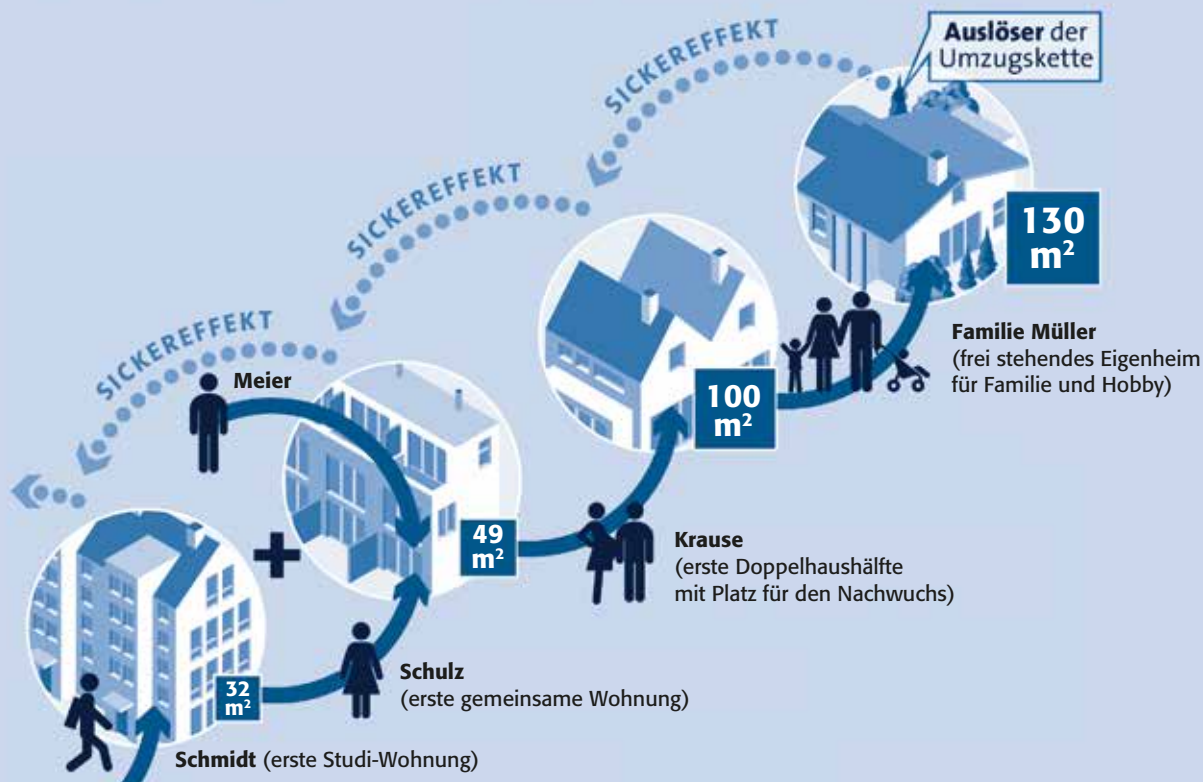 Auslöser der
Umzugskette
SICKEREFFEKT
130
m²
Familie Müller
(frei stehendes Eigenheim
für Familie und Hobby)
SICKEREFFEKT
100
m²
Krause
(erste Doppelhaushälfte
mit Platz für den Nachwuchs)
SICKEREFFEKT
Meier
49
m²
Schulz
(erste gemeinsame Wohnung)
32
m²
Schmidt (erste Studi-Wohnung)